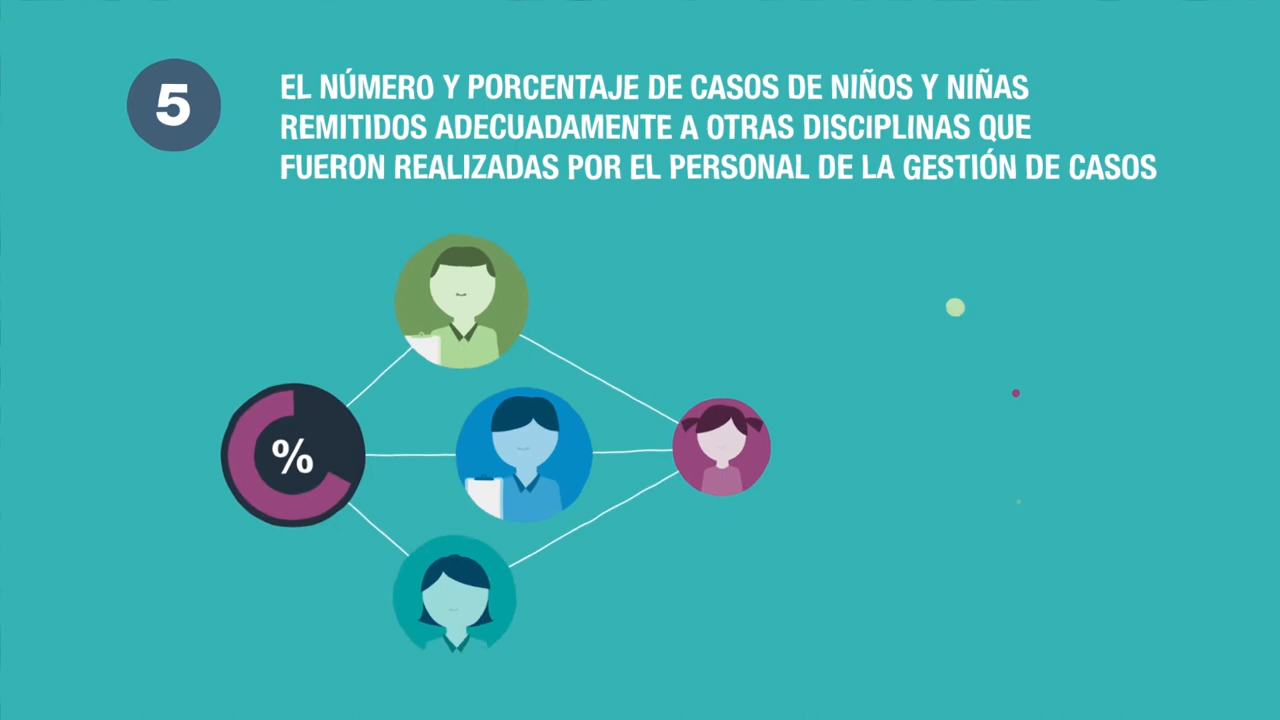 5
EL NÚMERO Y PORCENTAJE DE CASOS DE NIÑOS Y NIÑAS
REMITIDOS ADECUADAMENTE A OTRAS DISCIPLINAS QUE
FUERON REALIZADAS POR EL PERSONAL DE LA GESTIÓN DE CASOS
%